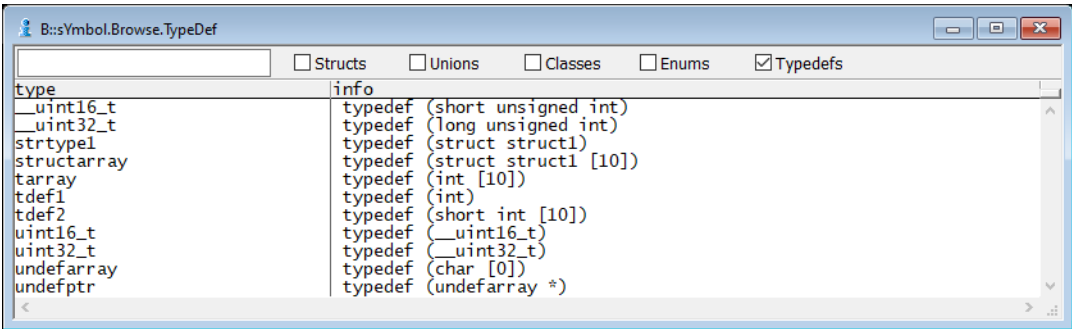 B::sYmbol.Browse.TypeDef
Structs Unions Classes Enums Typedefs
type info
__uint16_t typedef (short unsigned int)
__uint32_t typedef (long unsigned int)
strtype1 typedef (struct struct1)
structarray typedef (struct struct1 [10])
tarray typedef (int [10])
tdef1 typedef (int)
tdef2 typedef (short int [10])
uint16_t typedef (__uint16_t)
uint32_t typedef (__uint32_t)
undefarray typedef (char [0])
undefptr typedef (undefarray *)